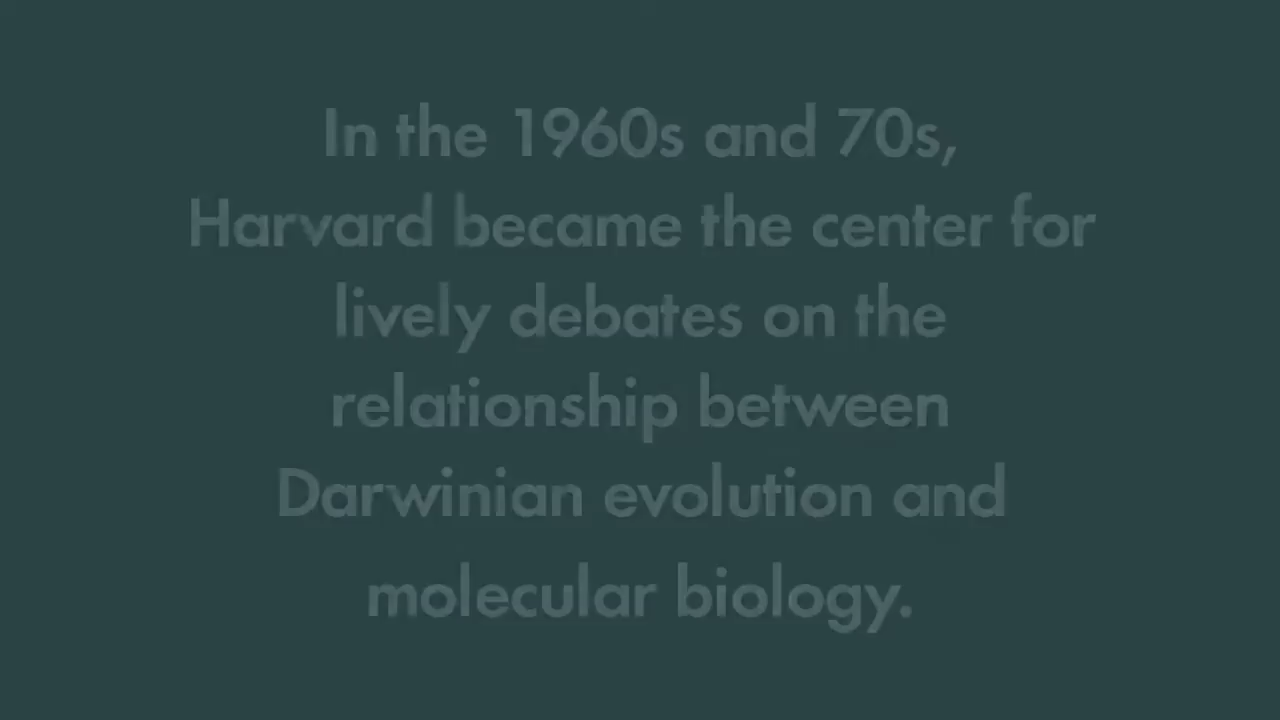 In the 1960s and 70s,
Harvard became the center for
lively debates on the
relationship between
Darwinian evolution and
molecular biology.